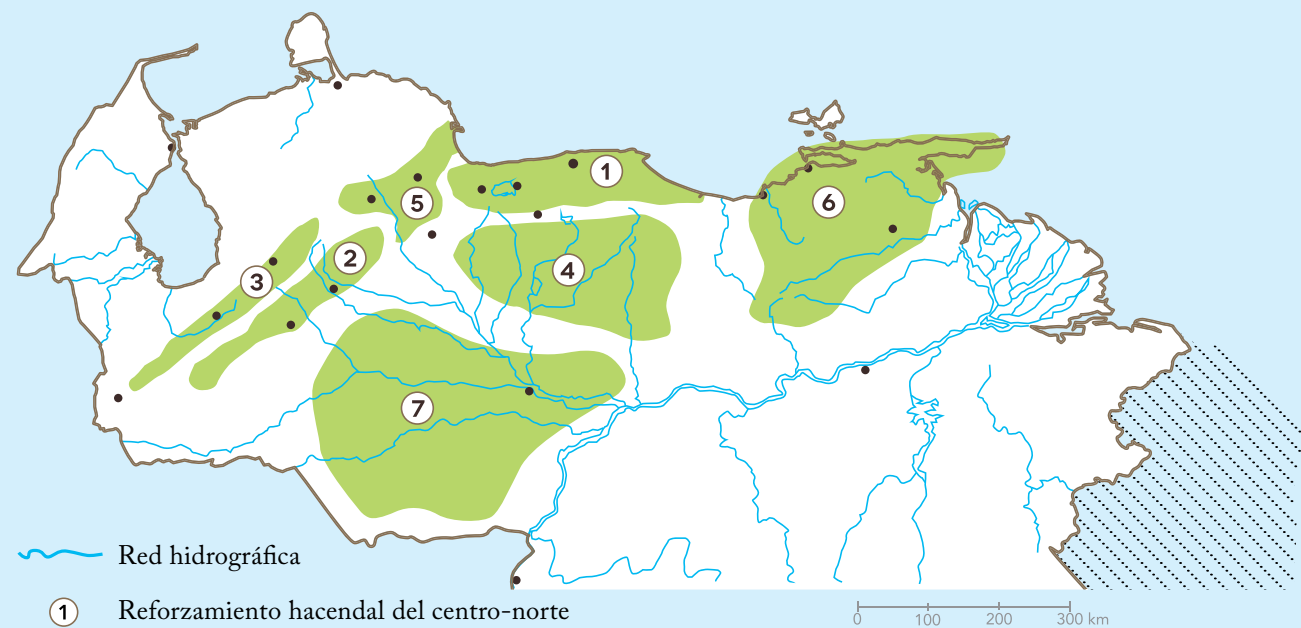 1
5
6
2
3
4
7
Red hidrográfica
1 Reforzamiento hacendal del centro-norte
0 100 200 300 km